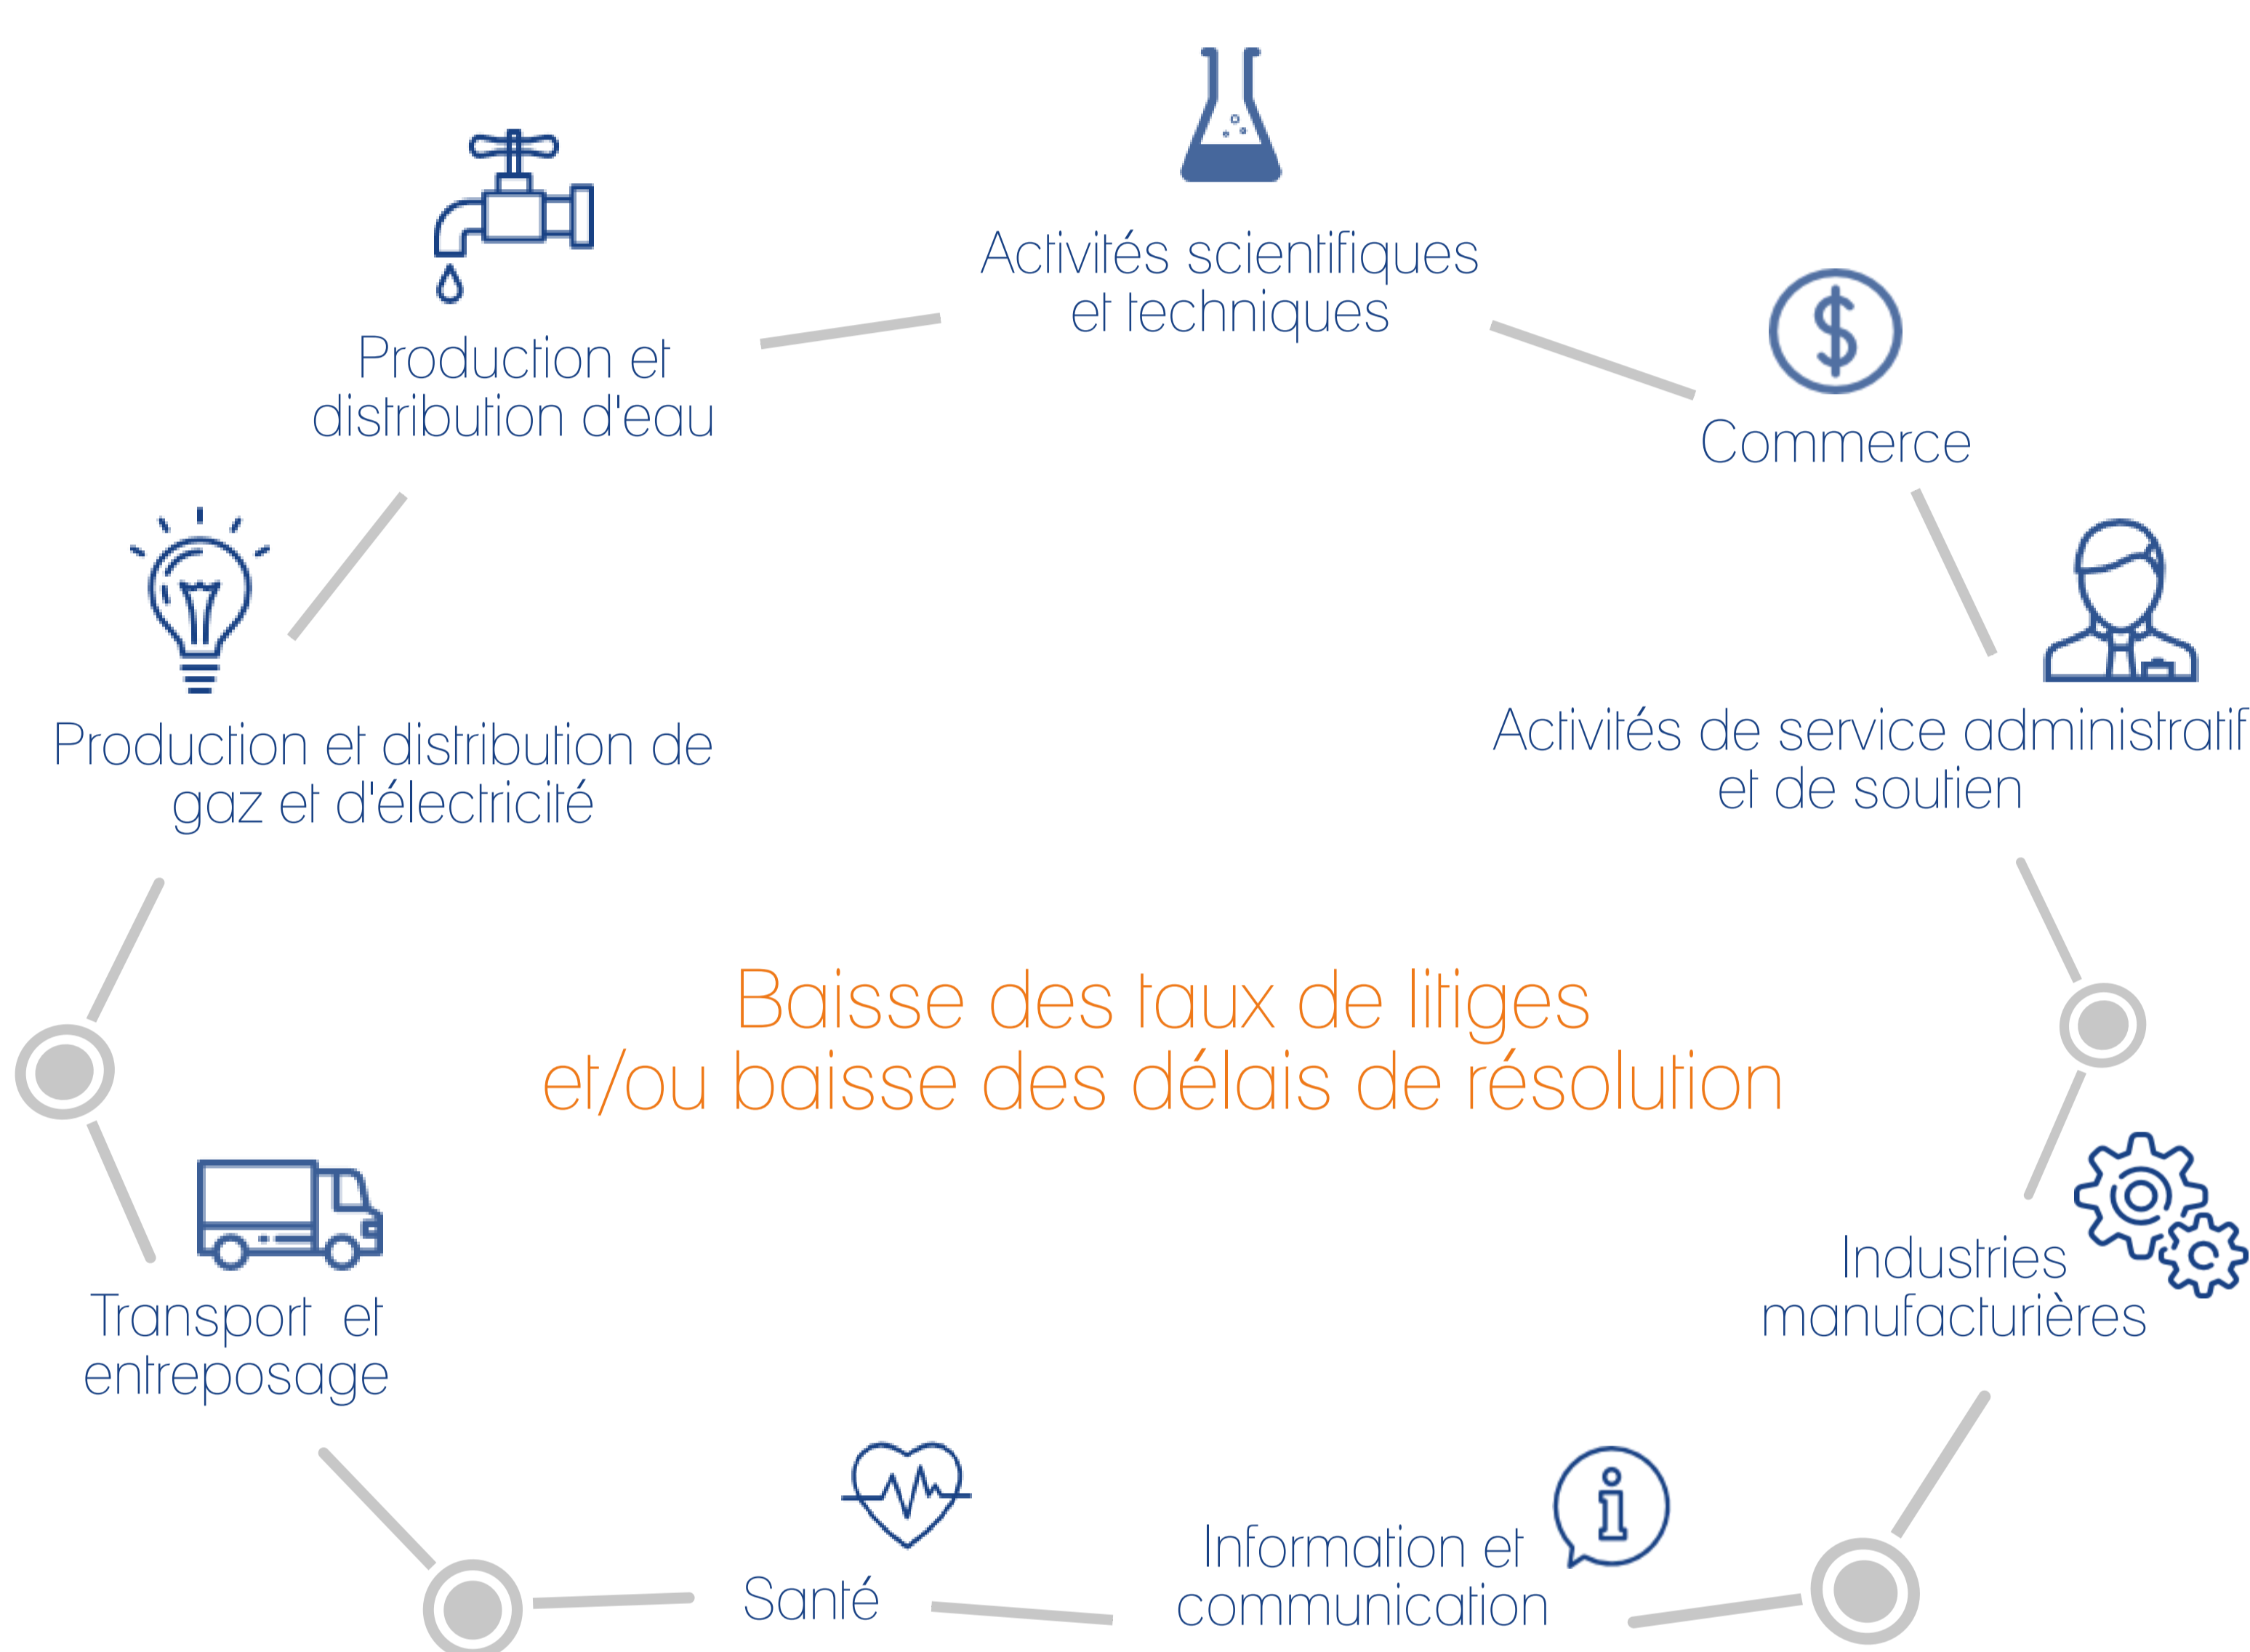 Activités scientifiques
et techniques
Production et
distribution d'eau
Commerce
Production et distribution de
gaz et d'électricité
Activités de service administratif
et de soutien
Baisse des taux de litiges
et/ou baisse des délais de résolution
Transport et
entreposage
Industries
manufacturières
Santé
Information et
communication